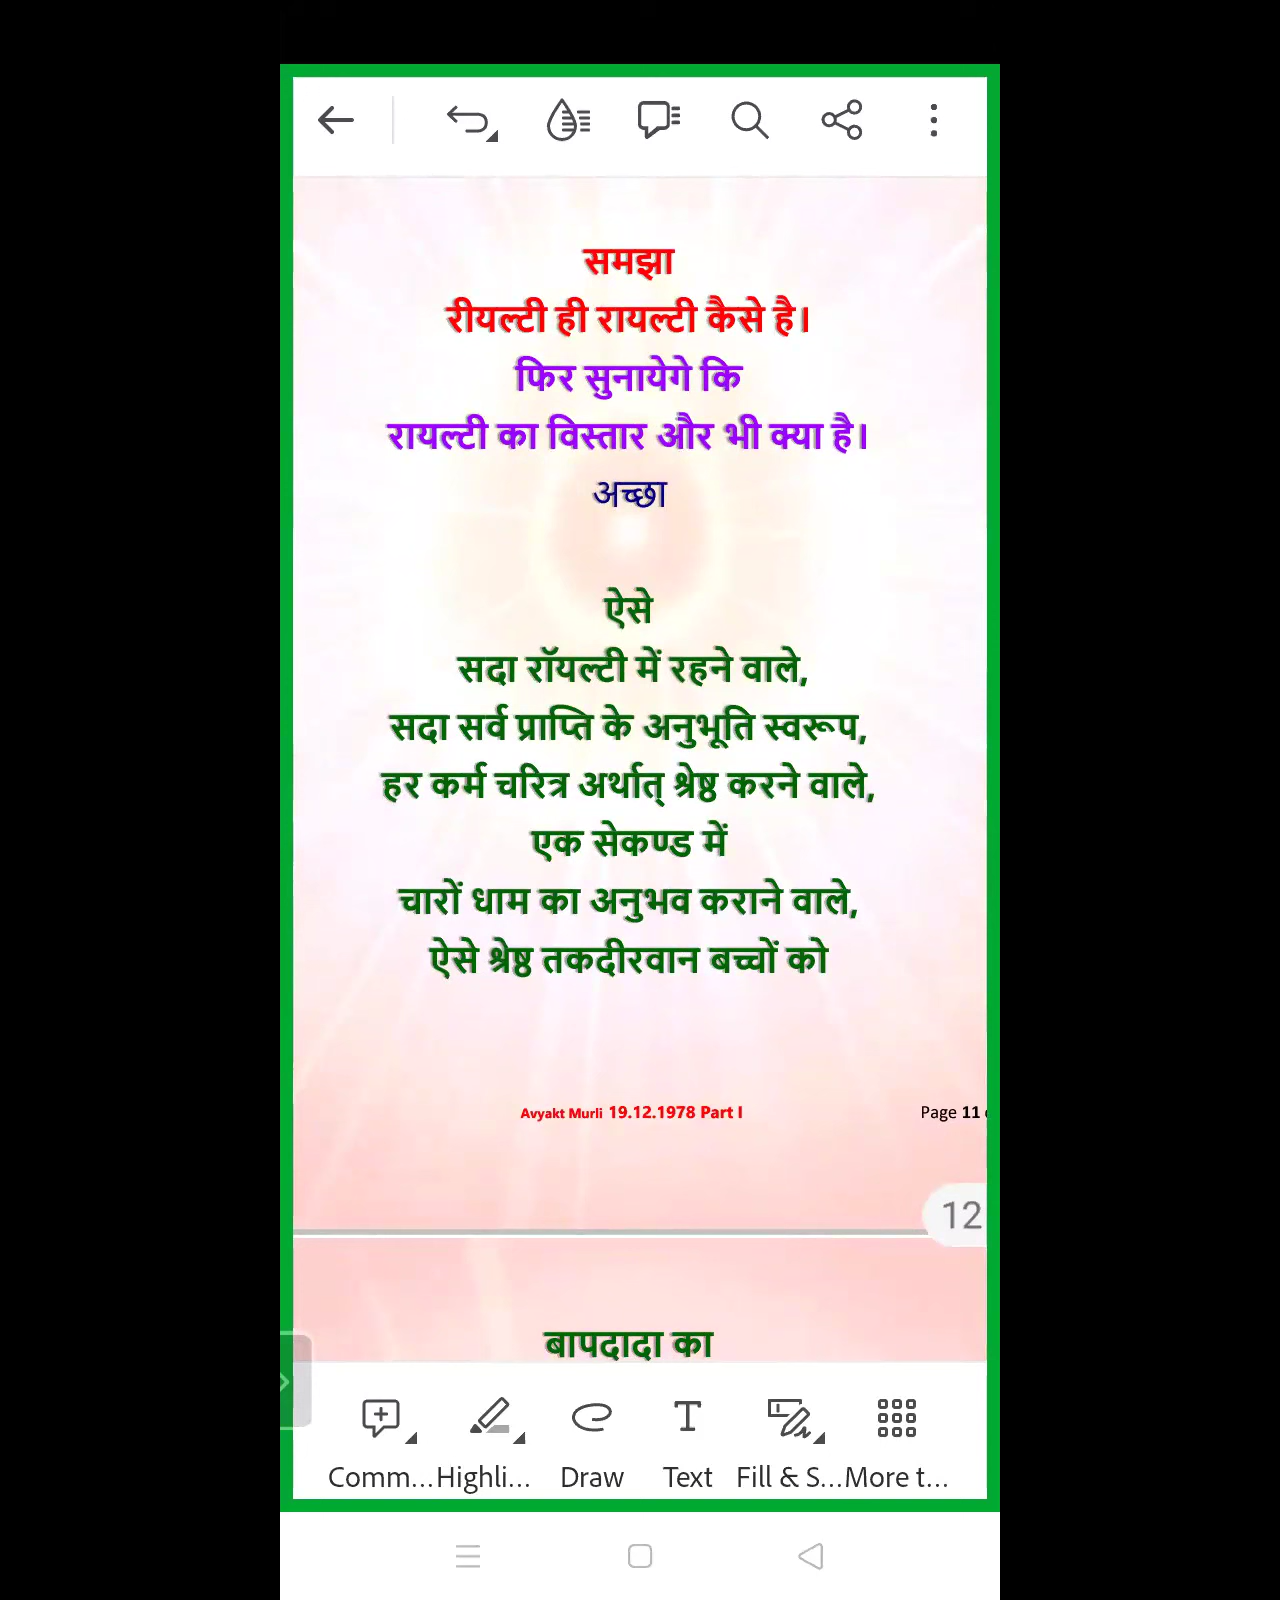 समझा
रीयल्टी ही रायल्टी कैसे है।
फिर सुनायेगे कि
रायल्टी का विस्तार और भी क्या है।
अच्छा
ऐसे
सदा रॉयल्टी में रहने वाले,
सदा सर्व प्राप्ति के अनुभूति स्वरूप,
हर कर्म चरित्र अर्थात् श्रेष्ठ करने वाले,
एक सेकण्ड में
चारों धाम का अनुभव कराने वाले,
ऐसे श्रेष्ठ तकदीरवान बच्चों को
Avyakt Murli 19.12.1978 Part I
Page 11
12
बापदादा का
Comm... Highli... Draw Text Fill & S... More t...